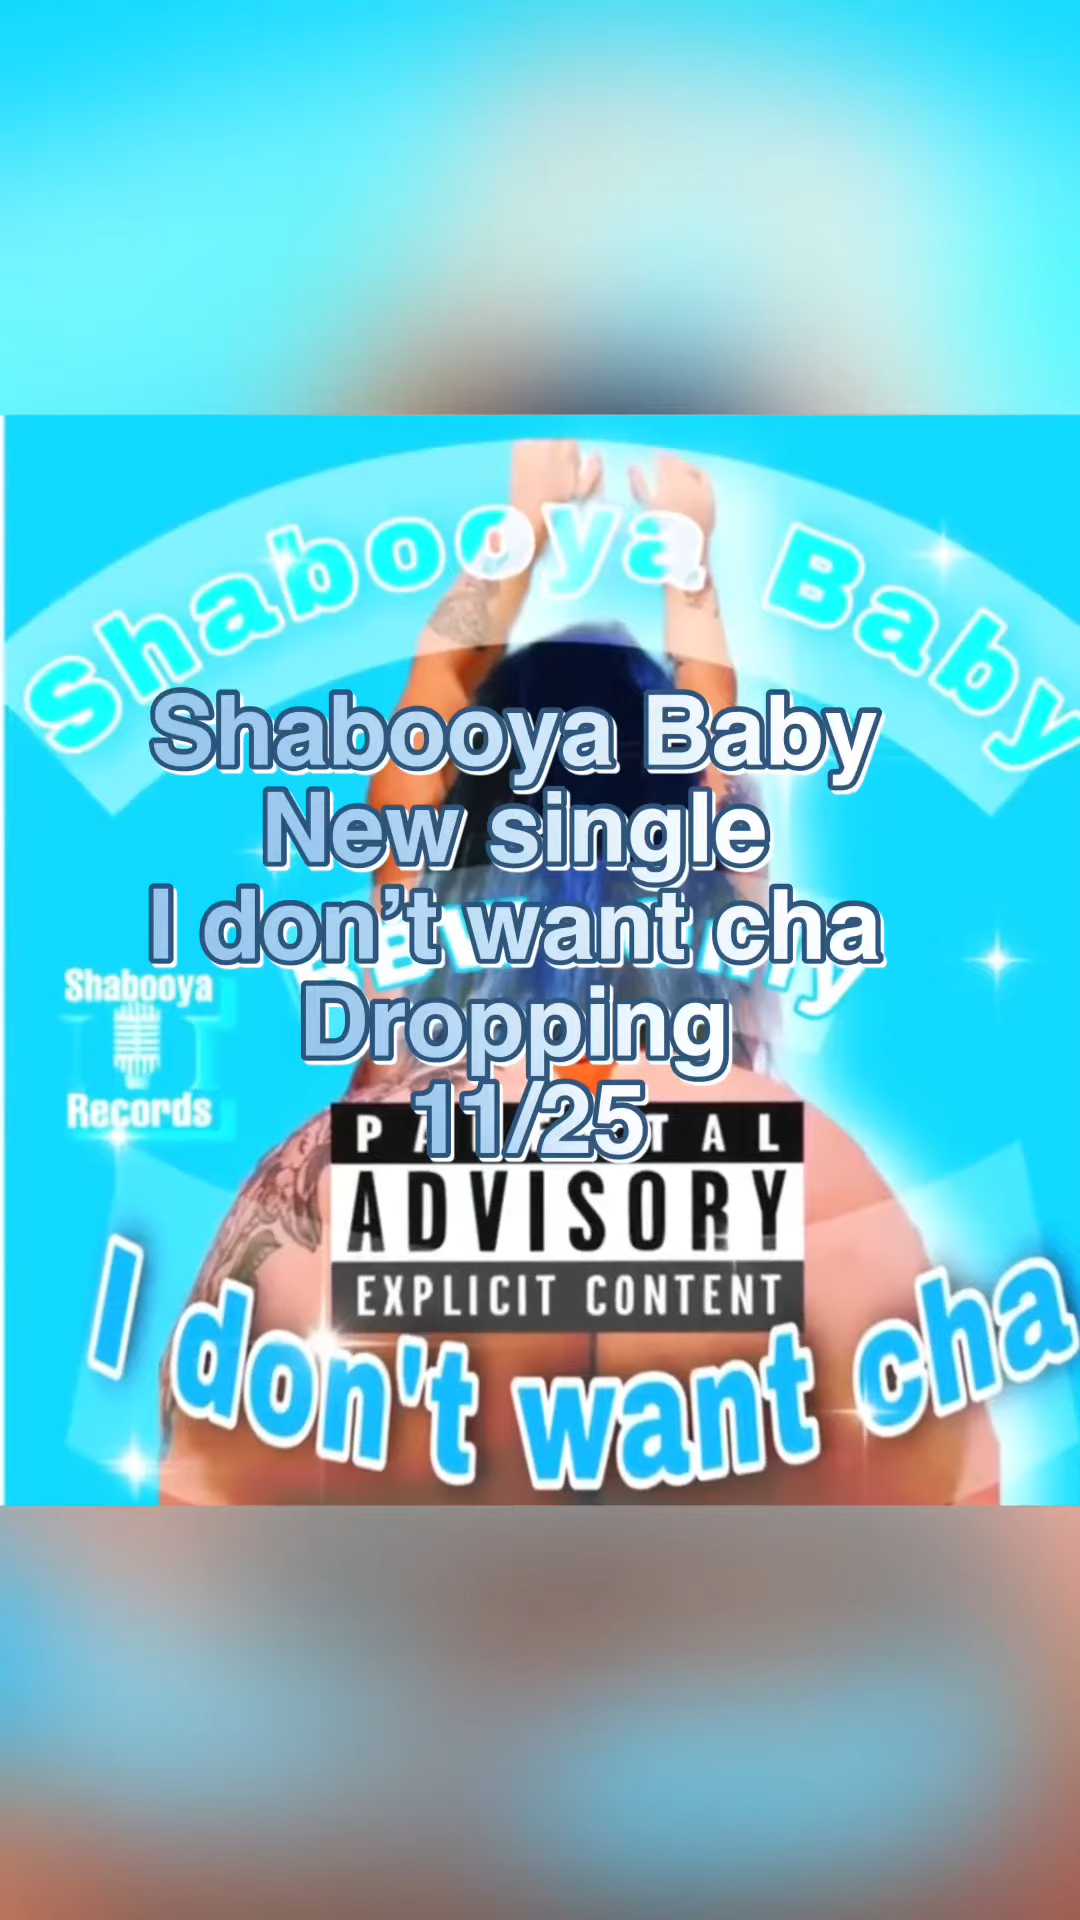 Shabooya Baby
Shabooya Baby
New single
I don’t want cha
Dropping
11/25
Shabooya
Records
ADVISORY
EXPLICIT CONTENT
I don't want cha